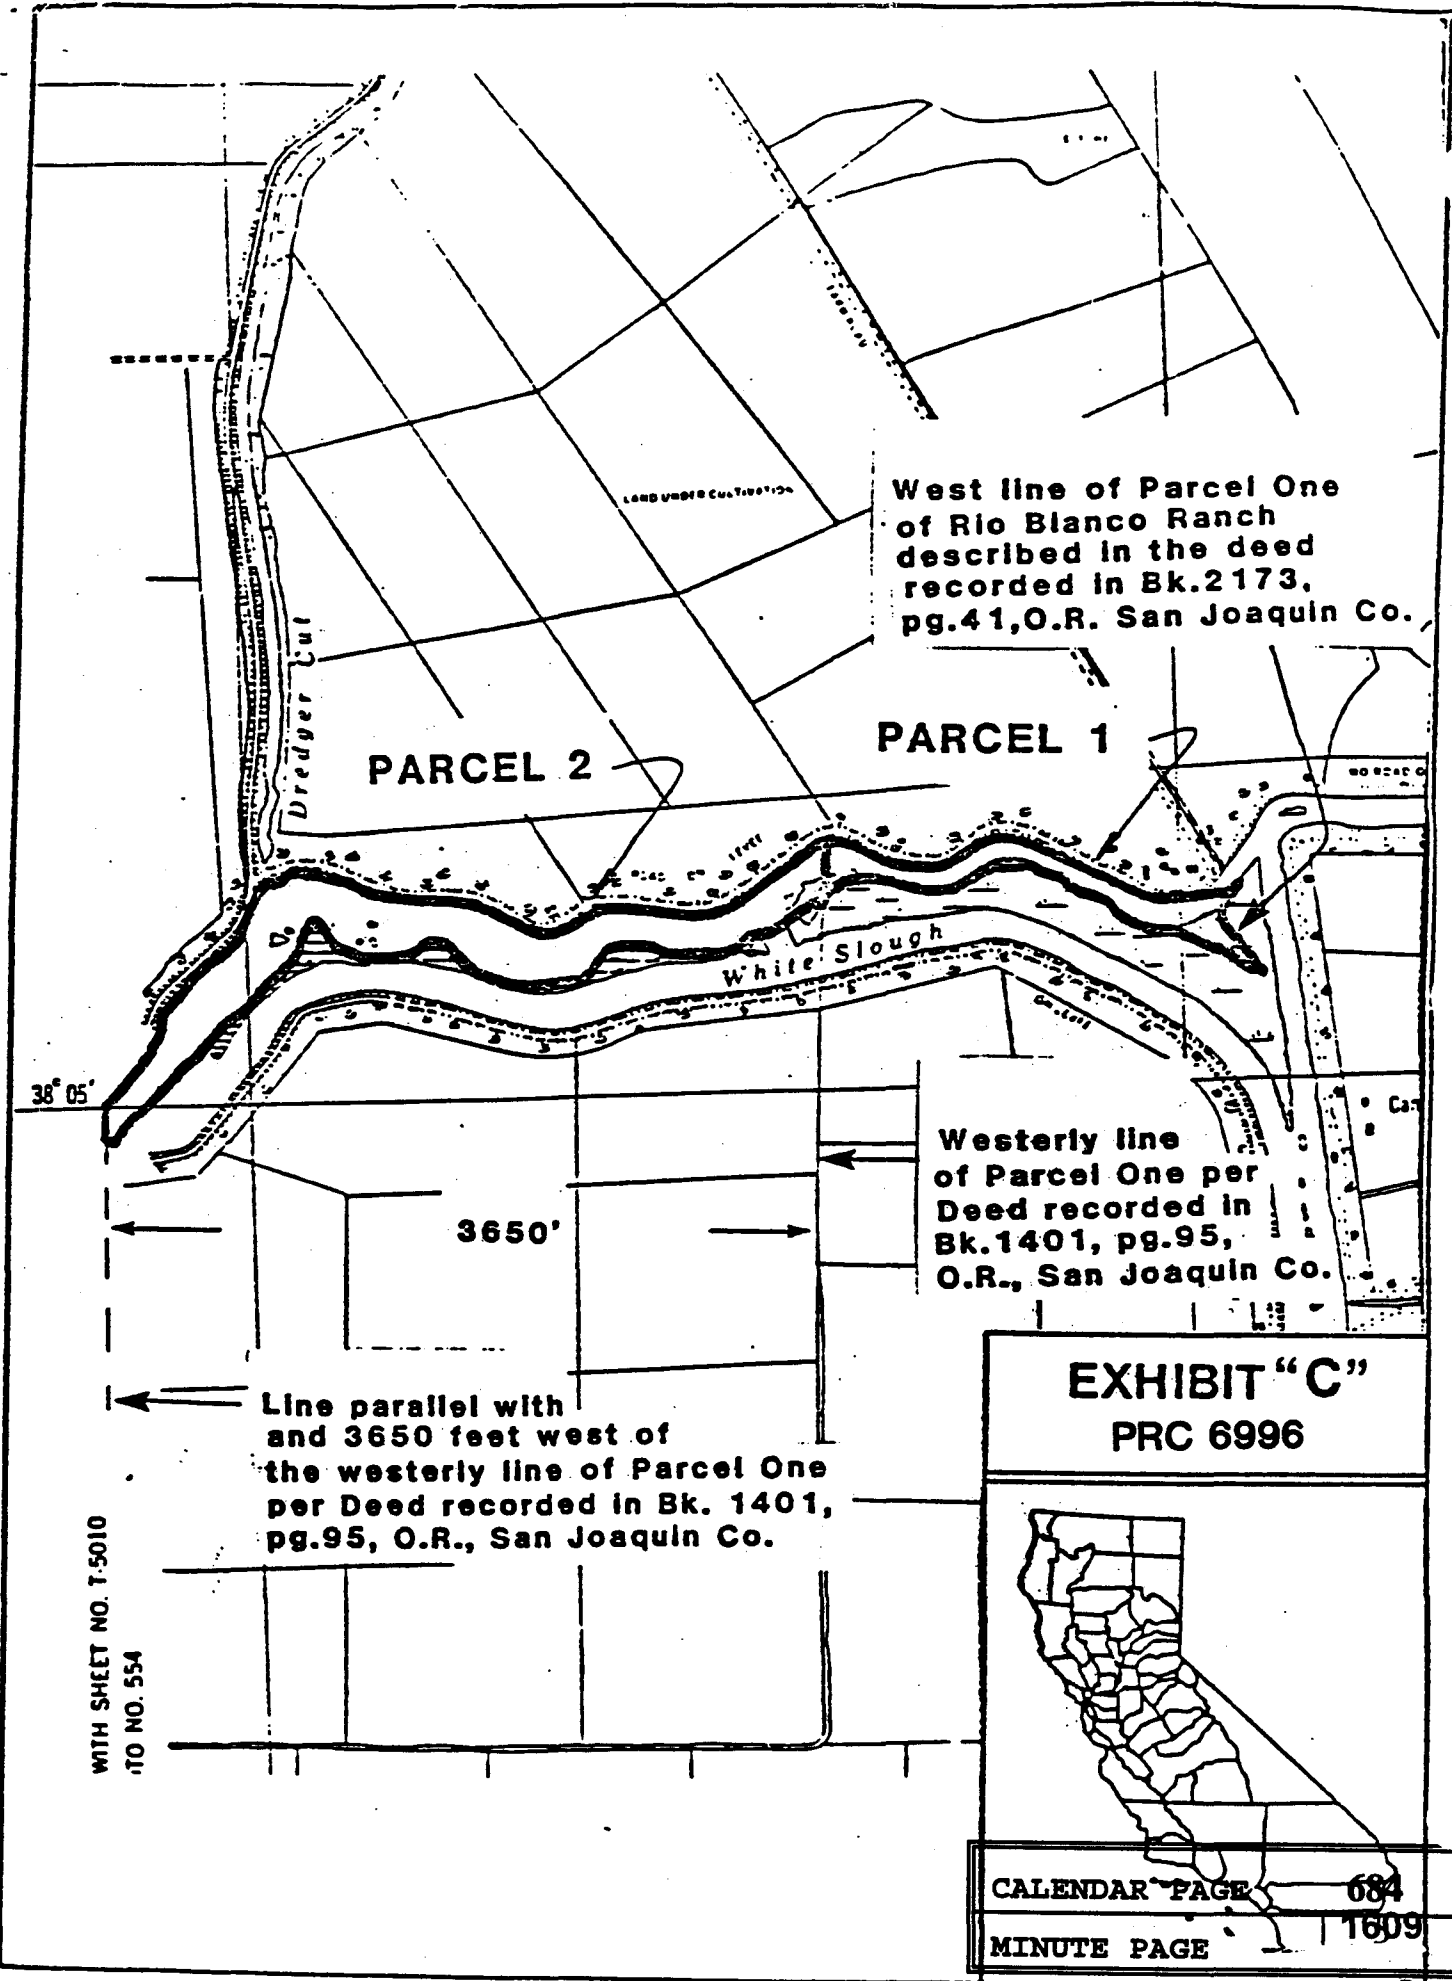 LAND UNDER CULTIVATION
West line of Parcel One
of Rio Blanco Ranch
described in the deed
recorded in Bk.2173,
pg.41,O.R. San Joaquin Co.
Dredger Cut
PARCEL 2
PARCEL 1
LEVEE
White Slough
38° 05'
Westerly line
of Parcel One per
Deed recorded in
Bk.1401, pg.95,
O.R., San Joaquin Co.
3650'
Line parallel with
and 3650 feet west of
the westerly line of Parcel One
per Deed recorded in Bk. 1401,
pg.95, O.R., San Joaquin Co.
WITH SHEET NO. T-5010
TO NO. 554
EXHIBIT "C"
PRC 6996
CALENDAR PAGE 684
MINUTE PAGE 1609